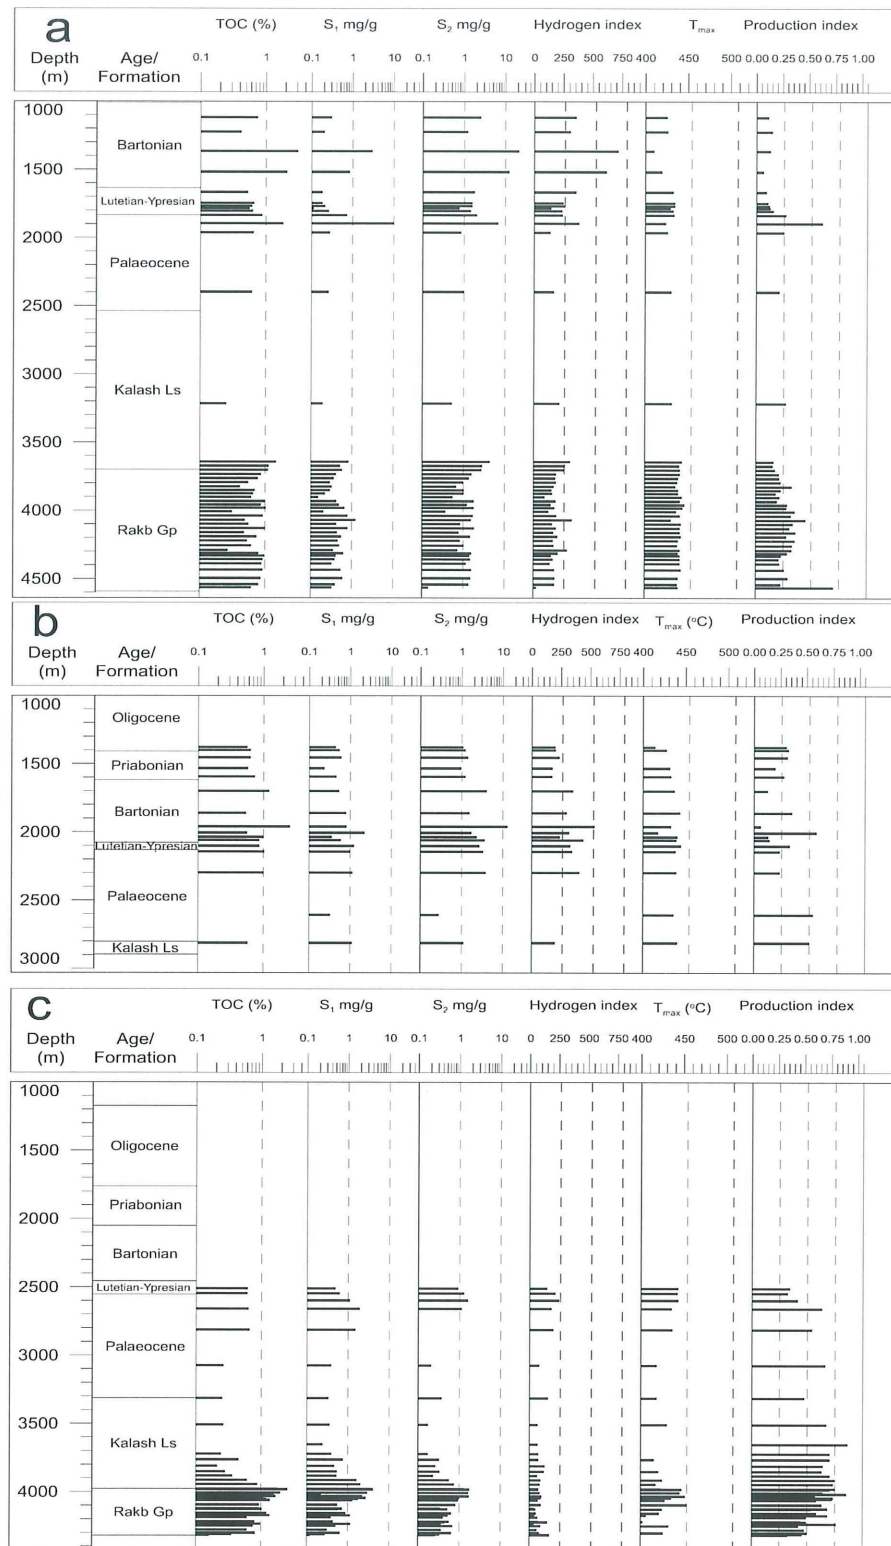 a
TOC (%) S₁ mg/g S₂ mg/g Hydrogen index Tmax Production index
Depth (m) Age/ Formation 0.1 1 10 0.1 1 10 0.1 1 10 0 250 500 750 400 450 500 0.00 0.25 0.50 0.75 1.00
1000
Bartonian
1500
Lutetian-Ypresian
2000
Palaeocene
2500
3000
Kalash Ls
3500
4000
Rakb Gp
4500
b
TOC (%) S₁ mg/g S₂ mg/g Hydrogen index Tmax (°C) Production index
Depth (m) Age/ Formation 0.1 1 0.1 1 10 0.1 1 10 0 250 500 750 400 450 500 0.00 0.25 0.50 0.75 1.00
1000
Oligocene
1500
Priabonian
Bartonian
2000
Lutetian-Ypresian
2500
Palaeocene
Kalash Ls
3000
c
TOC (%) S₁ mg/g S₂ mg/g Hydrogen index Tmax (°C) Production index
Depth (m) Age/ Formation 0.1 1 0.1 1 10 0.1 1 10 0 250 500 750 400 450 500 0.00 0.25 0.50 0.75 1.00
1000
Oligocene
1500
Priabonian
2000
Bartonian
2500
Lutetian-Ypresian
Palaeocene
3000
3500
Kalash Ls
4000
Rakb Gp